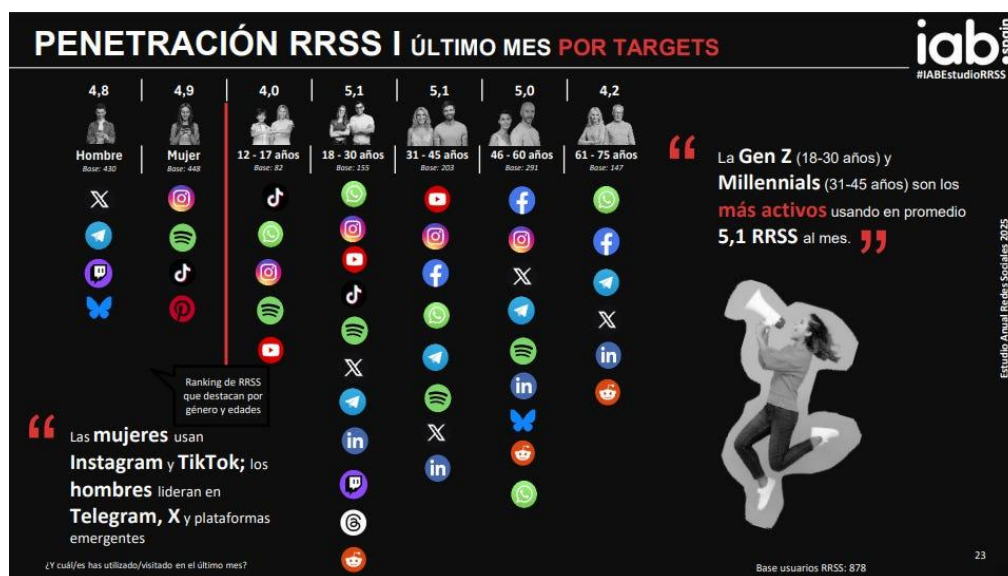 PENETRACIÓN RRSS I ÚLTIMO MES POR TARGETS
iab
spain
#IABEstudioRRSS
4,8
4,9
4,0
5,1
5,1
5,0
4,2
Hombre
Base: 430
Mujer
Base: 448
12 - 17 años
Base: 82
18 - 30 años
Base: 155
31 - 45 años
Base: 203
46 - 60 años
Base: 291
61 - 75 años
Base: 147
Ranking de RRSS
que destacan por
género y edades
“
Las mujeres usan
Instagram y TikTok; los
hombres lideran en
Telegram, X y plataformas
emergentes
“
La Gen Z (18-30 años) y
Millennials (31-45 años) son los
más activos usando en promedio
5,1 RRSS al mes. ”
Estudio Anual Redes Sociales 2025
¿Y cuál/es has utilizado/visitado en el último mes?
Base usuarios RRSS: 878
23